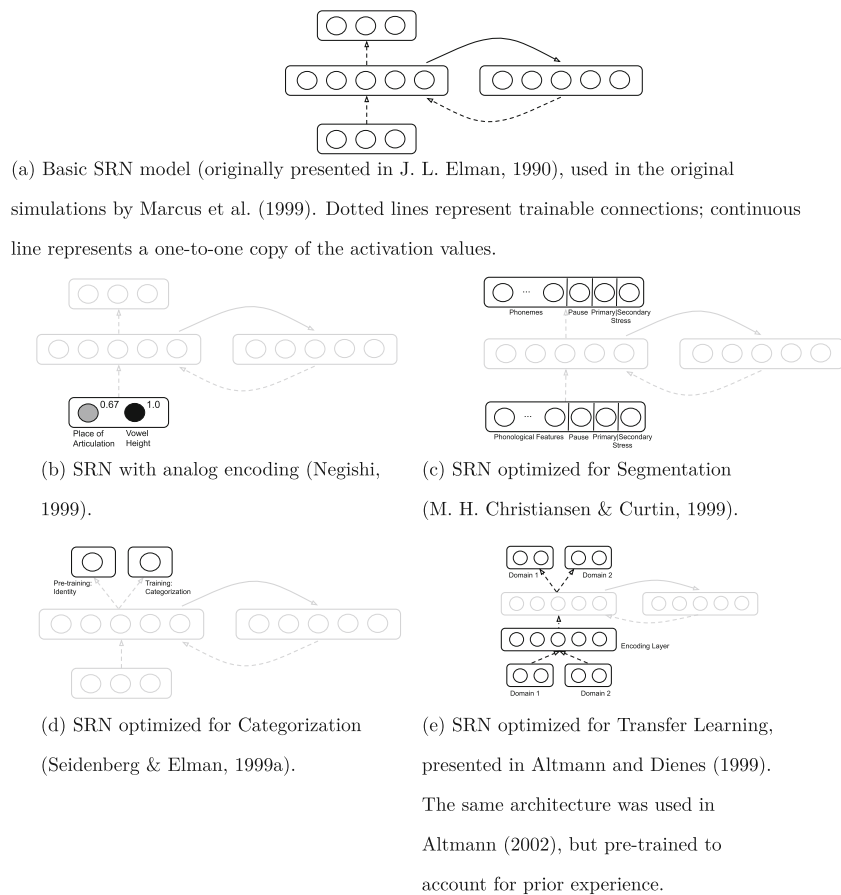 (a) Basic SRN model (originally presented in J. L. Elman, 1990), used in the original
simulations by Marcus et al. (1999). Dotted lines represent trainable connections; continuous
line represents a one-to-one copy of the activation values.
0.67
1.0
Place of
Articulation
Vowel
Height
(b) SRN with analog encoding (Negishi,
1999).
...
Phonemes
Pause
Primary|Secondary
Stress
...
Phonological Features
Pause
Primary|Secondary
Stress
(c) SRN optimized for Segmentation
(M. H. Christiansen & Curtin, 1999).
Pre-training:
Identity
Training:
Categorization
(d) SRN optimized for Categorization
(Seidenberg & Elman, 1999a).
Domain 1
Domain 2
Encoding Layer
Domain 1
Domain 2
(e) SRN optimized for Transfer Learning,
presented in Altmann and Dienes (1999).
The same architecture was used in
Altmann (2002), but pre-trained to
account for prior experience.